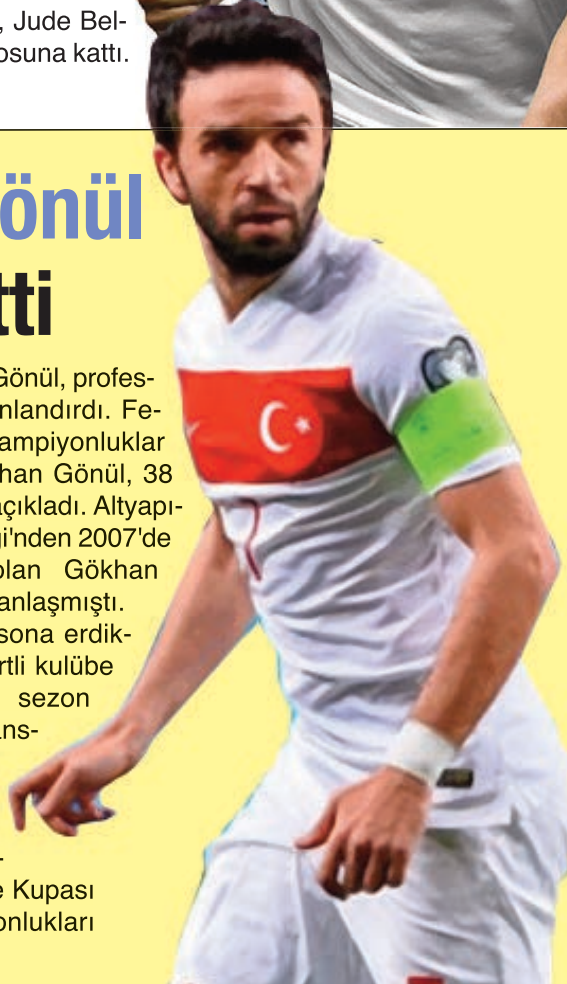 , Jude Bel-
osuna kattı.
önül
tti
Gönül, profes-
nlandırdı. Fe-
ampiyonluklar
han Gönül, 38
açıkladı. Altyapı-
i'nden 2007'de
olan Gökhan
anlaşmıştı.
sona erdik-
rtli kulübe
sezon
ans-
-
e Kupası
onlukları